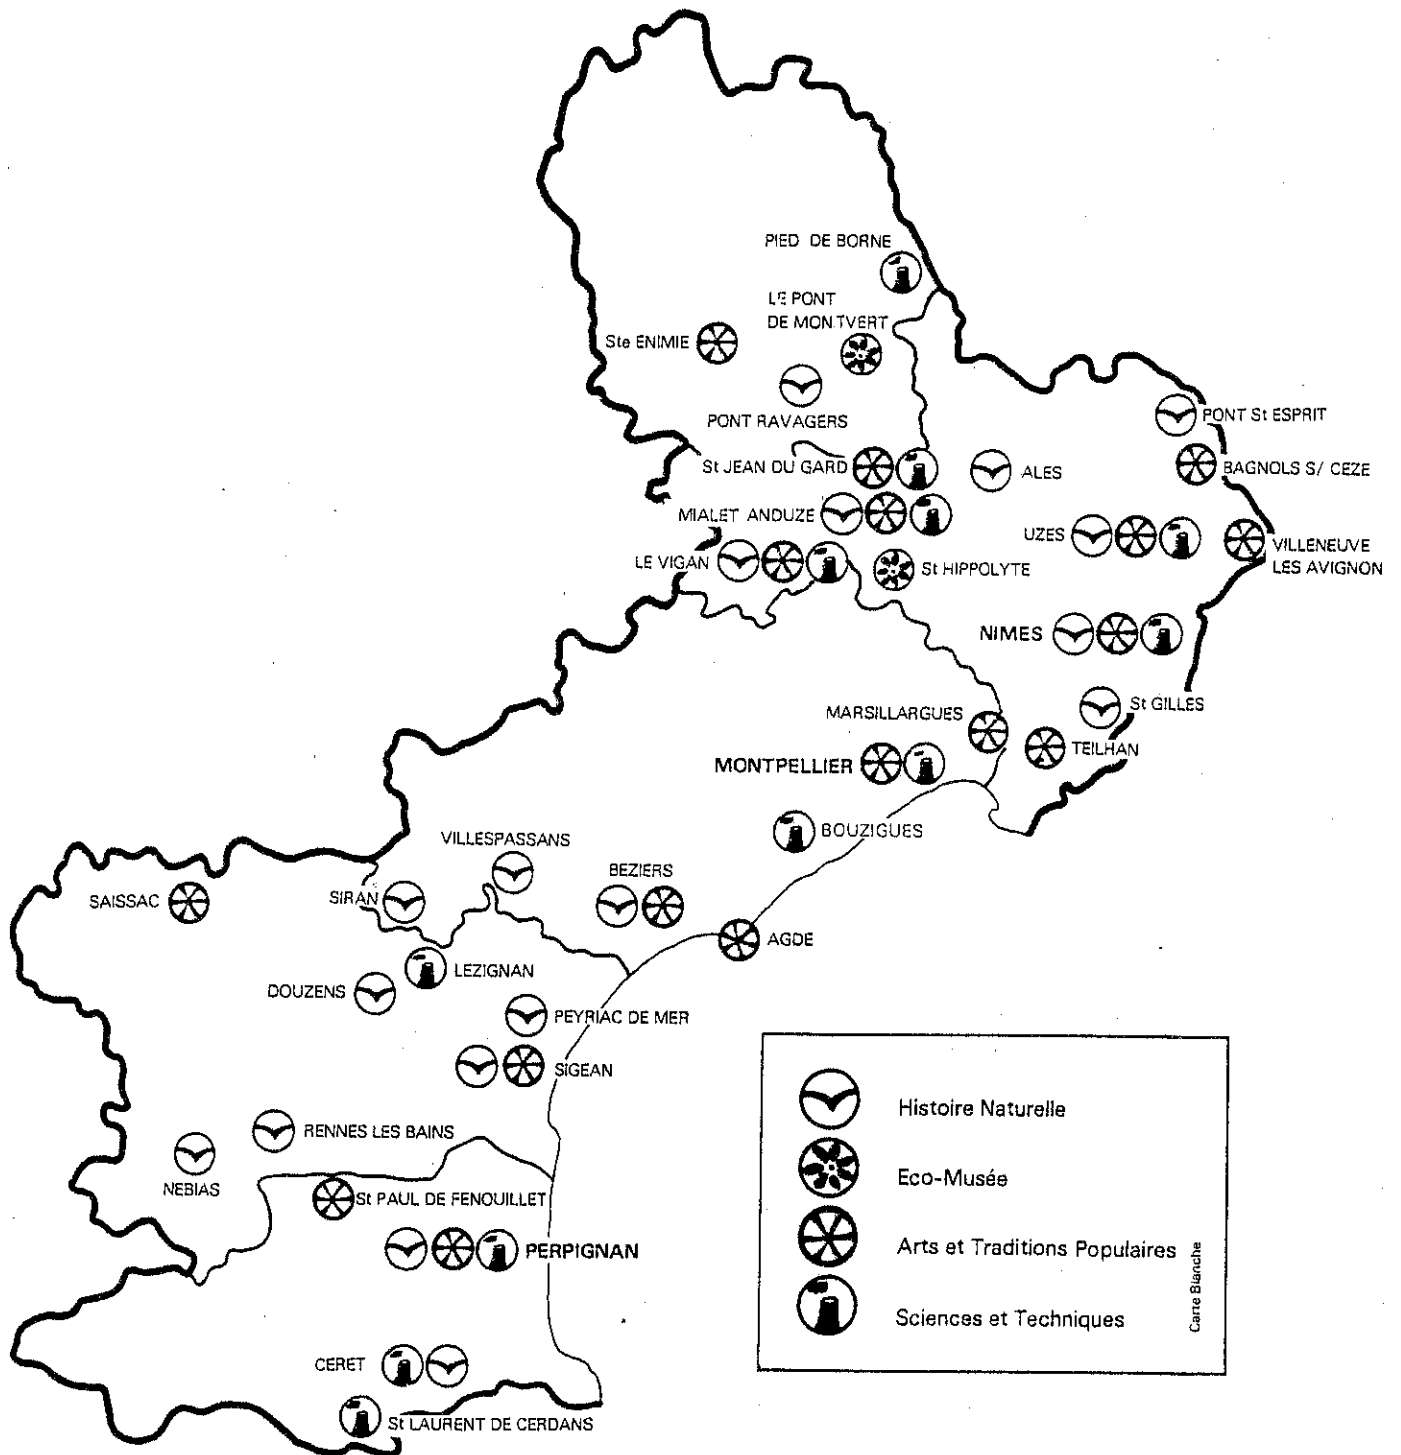 PIED DE BORNE
LE PONT
DE MONTVERT
Ste ENIMIE
PONT RAVAGERS
PONT St ESPRIT
St JEAN DU GARD
ALES
BAGNOLS S/ CEZE
MIALET ANDUZE
UZES
VILLENEUVE
LES AVIGNON
LE VIGAN
St HIPPOLYTE
NIMES
St GILLES
MARSILLARGUES
TEILHAN
MONTPELLIER
BOUZIGUES
VILLESPASSANS
BEZIERS
SAISSAC
SIRAN
AGDE
LEZIGNAN
DOUZENS
PEYRIAC DE MER
SIGEAN
RENNES LES BAINS
NEBIAS
St PAUL DE FENOUILLET
PERPIGNAN
CERET
St LAURENT DE CERDANS
Histoire Naturelle
Eco-Musée
Arts et Traditions Populaires
Sciences et Techniques
Carte Blanche